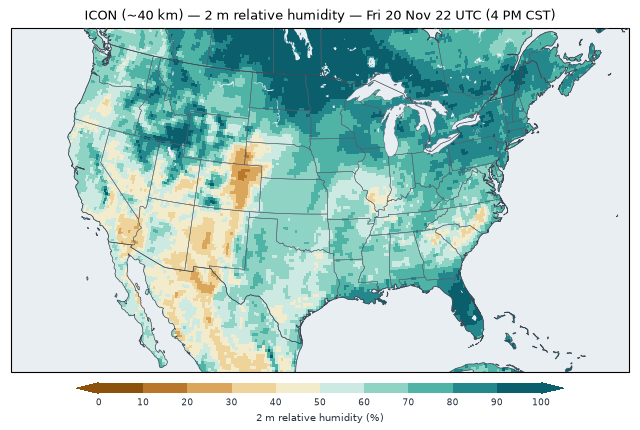 ICON (~40 km) — 2 m relative humidity — Fri 20 Nov 22 UTC (4 PM CST)
0 10 20 30 40 50 60 70 80 90 100
2 m relative humidity (%)